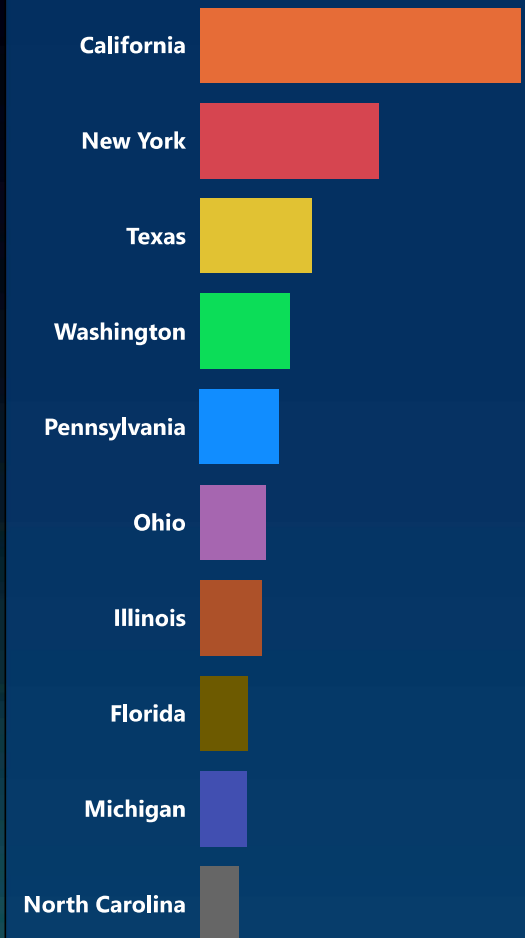 California
New York
Texas
Washington
Pennsylvania
Ohio
Illinois
Florida
Michigan
North Carolina